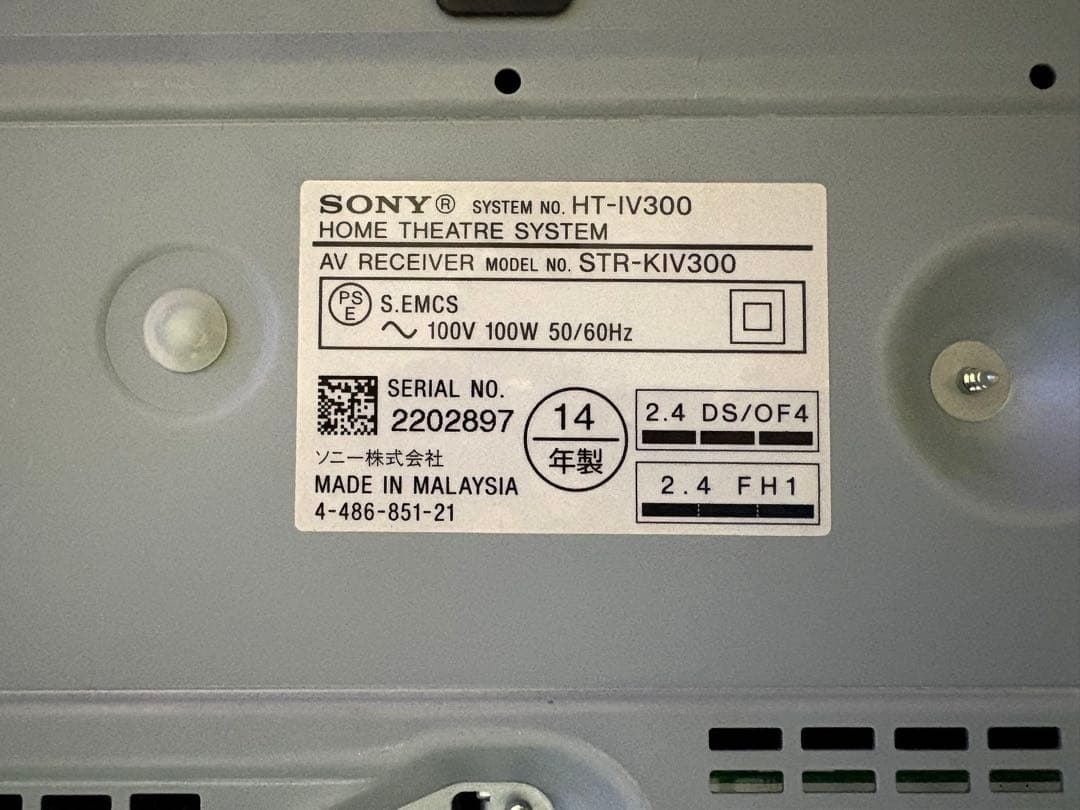 SONY® SYSTEM NO. HT-IV300
HOME THEATRE SYSTEM
AV RECEIVER MODEL NO. STR-KIV300
PS
E
S.EMCS
∼ 100V 100W 50/60Hz
SERIAL NO.
2202897
ソニー株式会社
MADE IN MALAYSIA
4-486-851-21
14
年製
2.4 DS/OF4
2.4 FH1